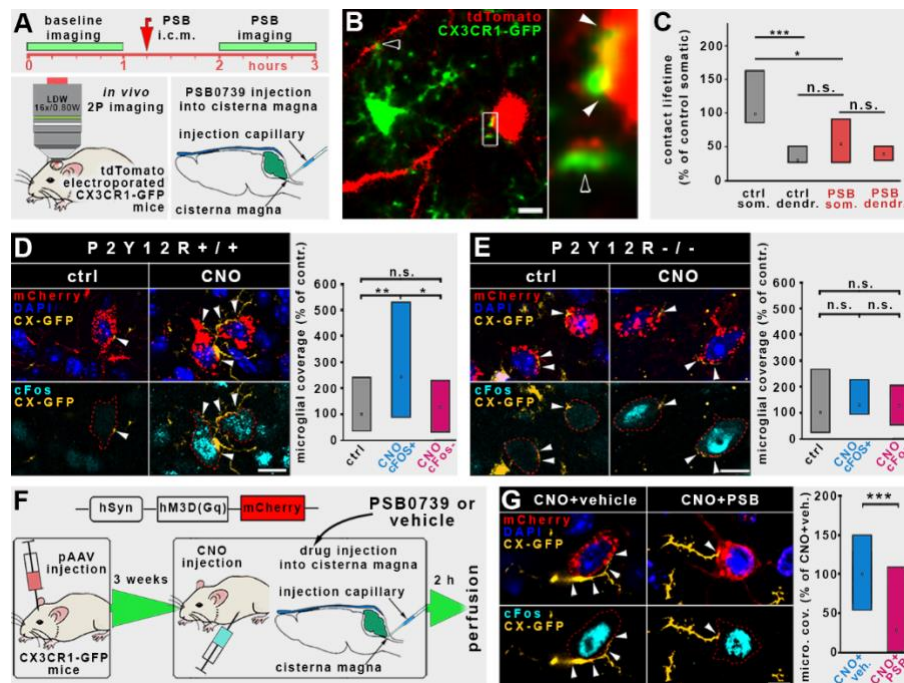 A
baseline imaging
PSB i.c.m.
PSB imaging
0 1 2 hours 3
LDW
16x/0.80W
in vivo
2P imaging
tdTomato
electroporated
CX3CR1-GFP
mice
PSB0739 injection
into cisterna magna
injection capillary
cisterna magna
B
tdTomato
CX3CR1-GFP
C
contact lifetime
(% of control somatic)
200
150
100
50
0
***
*
n.s.
n.s.
ctrl som.
ctrl dendr.
PSB som.
PSB dendr.
D
P2Y12R+/+
ctrl
CNO
mCherry
DAPI
CX-GFP
cFos
CX-GFP
microglial coverage (% of contr.)
600
500
400
300
200
100
0
n.s.
**
*
ctrl
CNO cFOS+
CNO cFos-
E
P2Y12R-/-
ctrl
CNO
mCherry
DAPI
CX-GFP
cFos
CX-GFP
microglial coverage (% of contr.)
600
500
400
300
200
100
0
n.s.
n.s.
n.s.
ctrl
CNO cFOS+
CNO
F
hSyn
hM3D(Gq)
mCherry
PSB0739 or
vehicle
pAAV
injection
CX3CR1-GFP
mice
3 weeks
CNO
injection
drug injection
into cisterna magna
injection capillary
cisterna magna
2 h
perfusion
G
CNO+vehicle
CNO+PSB
mCherry
DAPI
CX-GFP
cFos
CX-GFP
micro. cov. (% of CNO+veh.)
200
150
100
50
0
***
CNO+ veh.
CNO+ PSB